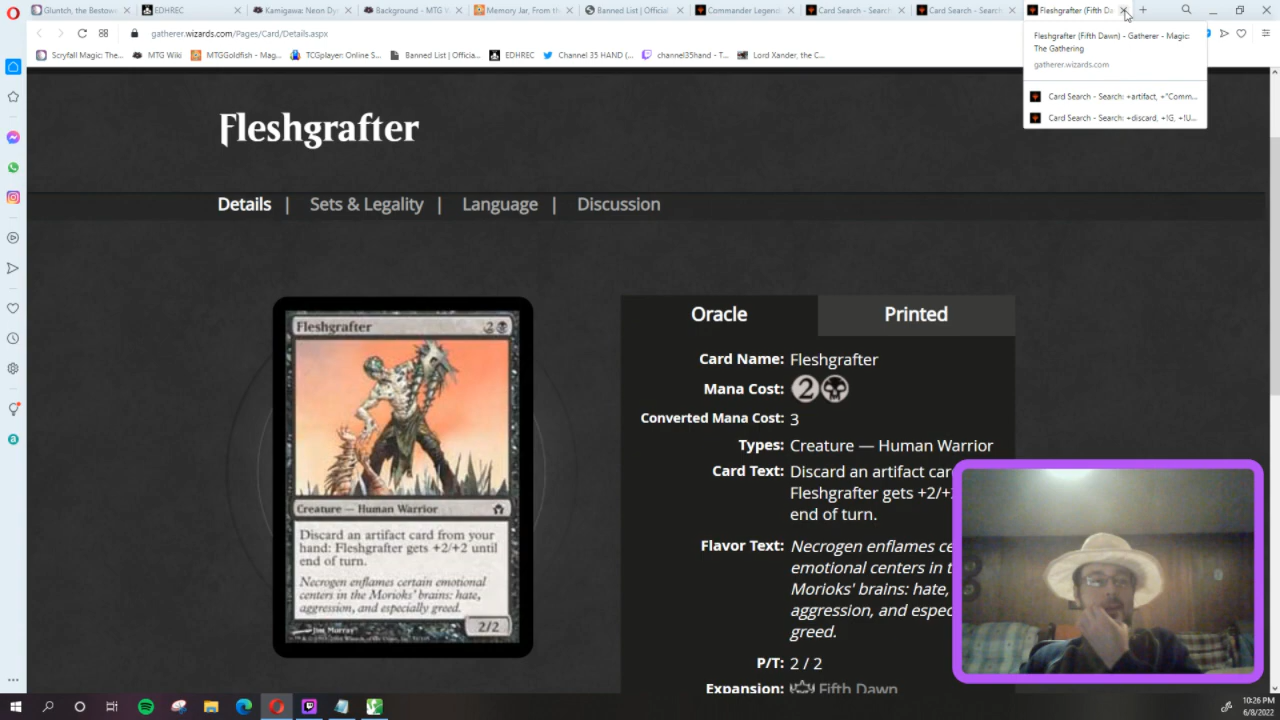 Gluntch, the Bestowe
EDHREC
Kamigawa: Neon Dy
Background - MTG W
Memory Jar, From th
Banned List | Official
Commander Legend
Card Search - Search:
Card Search - Search:
Fleshgrafter (Fifth Da
gatherer.wizards.com/Pages/Card/Details.aspx
Scryfall Magic: The...
MTG Wiki
MTGGoldfish - Mag...
TCGplayer: Online S...
Banned List | Officia...
EDHREC
Channel 35 HAND (...
channel35hand - T...
Lord Xander, the C...
Fleshgrafter (Fifth Dawn) - Gatherer - Magic:
The Gathering
gatherer.wizards.com
Card Search - Search: +artifact, +"Comm...
Card Search - Search: +discard, +!G, +!U...
Fleshgrafter
Details | Sets & Legality | Language | Discussion
Fleshgrafter 2
Creature — Human Warrior
Discard an artifact card from your
hand: Fleshgrafter gets +2/+2 until
end of turn.
Necrogen enflames certain emotional
centers in the Morioks' brains: hate,
aggression, and especially greed.
Jim Murray
2/2
Oracle
Printed
Card Name: Fleshgrafter
Mana Cost: 2
Converted Mana Cost: 3
Types: Creature — Human Warrior
Card Text: Discard an artifact car
Fleshgrafter gets +2/+
end of turn.
Flavor Text: Necrogen enflames ce
emotional centers in t
Morioks' brains: hate,
aggression, and espec
greed.
P/T: 2 / 2
Expansion: Fifth Dawn
10:26 PM
6/8/2022